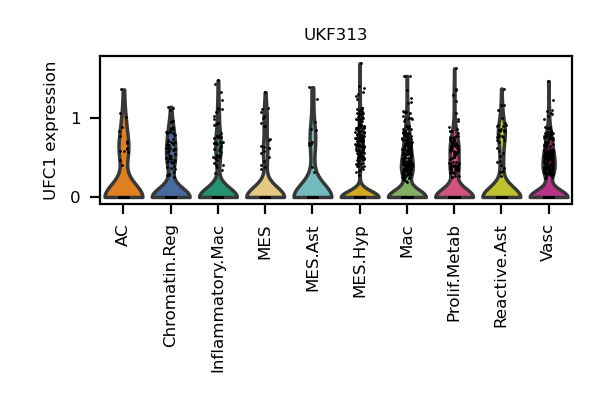 UKF313
UFC1 expression
1
0
AC
Chromatin.Reg
Inflammatory.Mac
MES
MES.Ast
MES.Hyp
Mac
Prolif.Metab
Reactive.Ast
Vasc